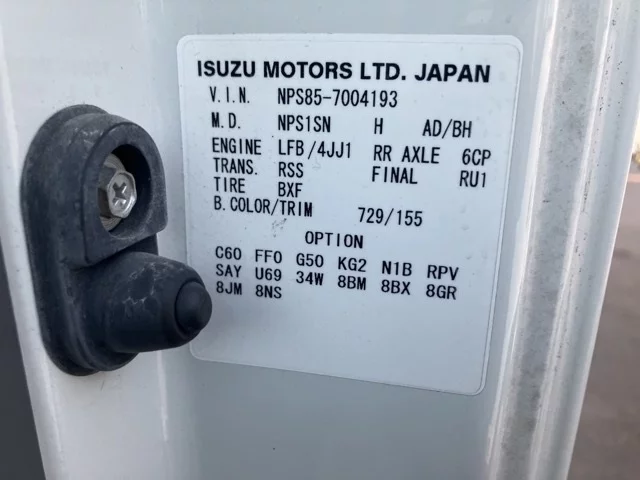 ISUZU MOTORS LTD. JAPAN
V.I.N. NPS85-7004193
M.D. NPS1SN H AD/BH
ENGINE LFB/4JJ1 RR AXLE 6CP
TRANS. RSS FINAL RU1
TIRE BXF
B.COLOR/TRIM 729/155
OPTION
C60 FF0 G50 KG2 N1B RPV
SAY U69 34W 8BM 8BX 8GR
8JM 8NS